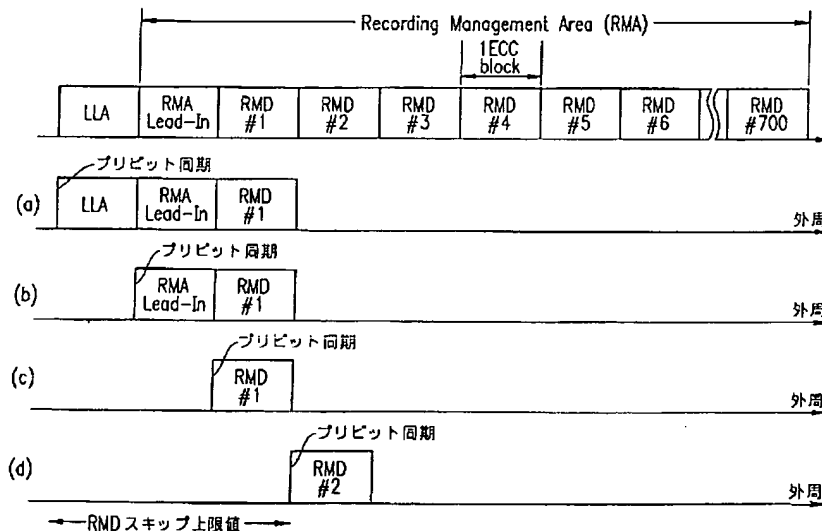 Recording Management Area (RMA)
1ECC
block
LLA
RMA
Lead-In
RMD
#1
RMD
#2
RMD
#3
RMD
#4
RMD
#5
RMD
#6
RMD
#700
プリピット同期
(a)
LLA
RMA
Lead-In
RMD
#1
外周
プリピット同期
(b)
RMA
Lead-In
RMD
#1
外周
プリピット同期
(c)
RMD
#1
外周
プリピット同期
(d)
RMD
#2
外周
RMDスキップ上限値